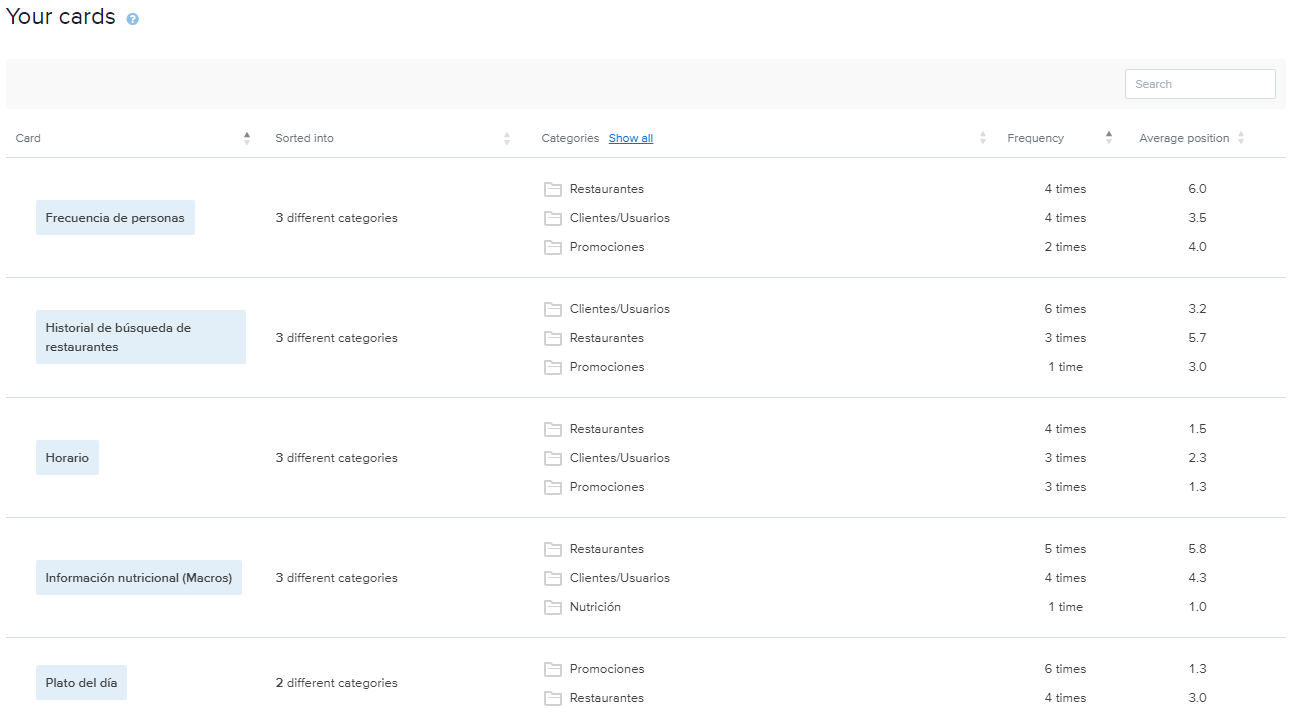 Your cards ?
Search
Card Sorted into Categories Show all Frequency Average position
Restaurantes 4 times 6.0
Frecuencia de personas 3 different categories Clientes/Usuarios 4 times 3.5
Promociones 2 times 4.0
Clientes/Usuarios 6 times 3.2
Historial de búsqueda de
restaurantes 3 different categories Restaurantes 3 times 5.7
Promociones 1 time 3.0
Restaurantes 4 times 1.5
Horario 3 different categories Clientes/Usuarios 3 times 2.3
Promociones 3 times 1.3
Restaurantes 5 times 5.8
Información nutricional (Macros) 3 different categories Clientes/Usuarios 4 times 4.3
Nutrición 1 time 1.0
Promociones 6 times 1.3
Plato del día 2 different categories
Restaurantes 4 times 3.0